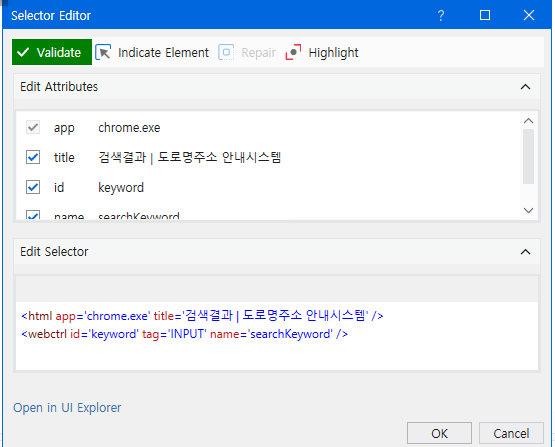 Selector Editor
Validate Indicate Element Repair Highlight
Edit Attributes
app chrome.exe
title 검색결과 | 도로명주소 안내시스템
id keyword
name searchKeyword
Edit Selector
<html app='chrome.exe' title='검색결과 | 도로명주소 안내시스템' />
<webctrl id='keyword' tag='INPUT' name='searchKeyword' />
Open in UI Explorer
OK Cancel